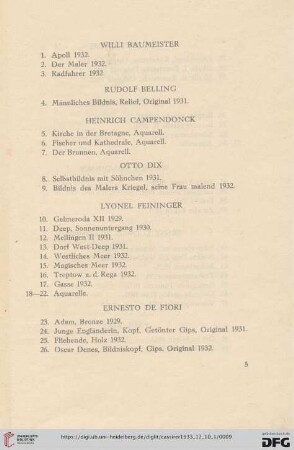 WILLI BAUMEISTER
1. Apoll 1932.
2. Der Maler 1932.
3. Radfahrer 1932.
RUDOLF BELLING
4. Männliches Bildnis, Relief, Original 1931.
HEINRICH CAMPENDONCK
5. Kirche in der Bretagne, Aquarell.
6. Fischer und Kathedrale, Aquarell.
7. Der Brunnen, Aquarell.
OTTO DIX
8. Selbstbildnis mit Söhnchen 1931.
9. Bildnis des Malers Kriegel, seine Frau malend 1932.
LYONEL FEININGER
10. Gelmeroda XII 1929.
11. Deep, Sonnenuntergang 1930.
12. Mellingen II 1931.
13. Dorf West-Deep 1931.
14. Westliches Meer 1932.
15. Magisches Meer 1932.
16. Treptow a. d. Rega 1932.
17. Gasse 1932.
18—22. Aquarelle.
ERNESTO DE FIORI
23. Adam, Bronze 1929.
24. Junge Engländerin, Kopf, Getönter Gips, Original 1931.
25. Fliehende, Holz 1932.
26. Oscar Denes, Bildniskopf, Gips, Original 1932.
5
https://digi.ub.uni-heidelberg.de/diglit/cassirer1933_12_10_1/0009
UNIVERSITÄTS-
BIBLIOTHEK
HEIDELBERG
gefördert durch die
DFG